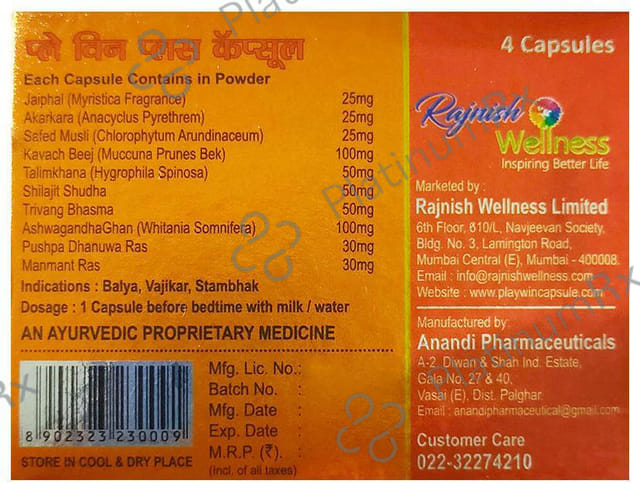 प्ले विन प्लस कॅप्सूल
Each Capsule Contains in Powder
Jaiphal (Myristica Fragrance) 25mg
Akarkara (Anacyclus Pyrethrem) 25mg
Safed Musli (Chlorophytum Arundinaceum) 25mg
Kavach Beej (Muccuna Prunes Bek) 100mg
Talimkhana (Hygrophila Spinosa) 50mg
Shilajit Shudha 50mg
Trivang Bhasma 50mg
AshwagandhaGhan (Whitania Somnifera) 100mg
Pushpa Dhanuwa Ras 30mg
Manmant Ras 30mg
Indications : Balya, Vajikar, Stambhak
Dosage : 1 Capsule before bedtime with milk / water
AN AYURVEDIC PROPRIETARY MEDICINE
8 902323 230009
STORE IN COOL & DRY PLACE
Mfg. Lic. No.:
Batch No. :
Mfg. Date :
Exp. Date :
M.R.P. (₹). :
(Incl. of all taxes)
4 Capsules
Rajnish
Wellness
Inspiring Better Life
Marketed by :
Rajnish Wellness Limited
6th Floor, 610/L, Navjeevan Society,
Bldg. No. 3, Lamington Road,
Mumbai Central (E), Mumbai - 400008.
Email : info@rajnishwellness.com
Website : www.playwincapsule.co
Manufactured by:
Anandi Pharmaceuticals
A-2, Diwan & Shah Ind. Estate,
Gala No. 27 & 40,
Vasai (E), Dist. Palghar.
Email : anandipharmaceutical@gmail.com
Customer Care
022-32274210
PlatinumRx
PlatinumRx